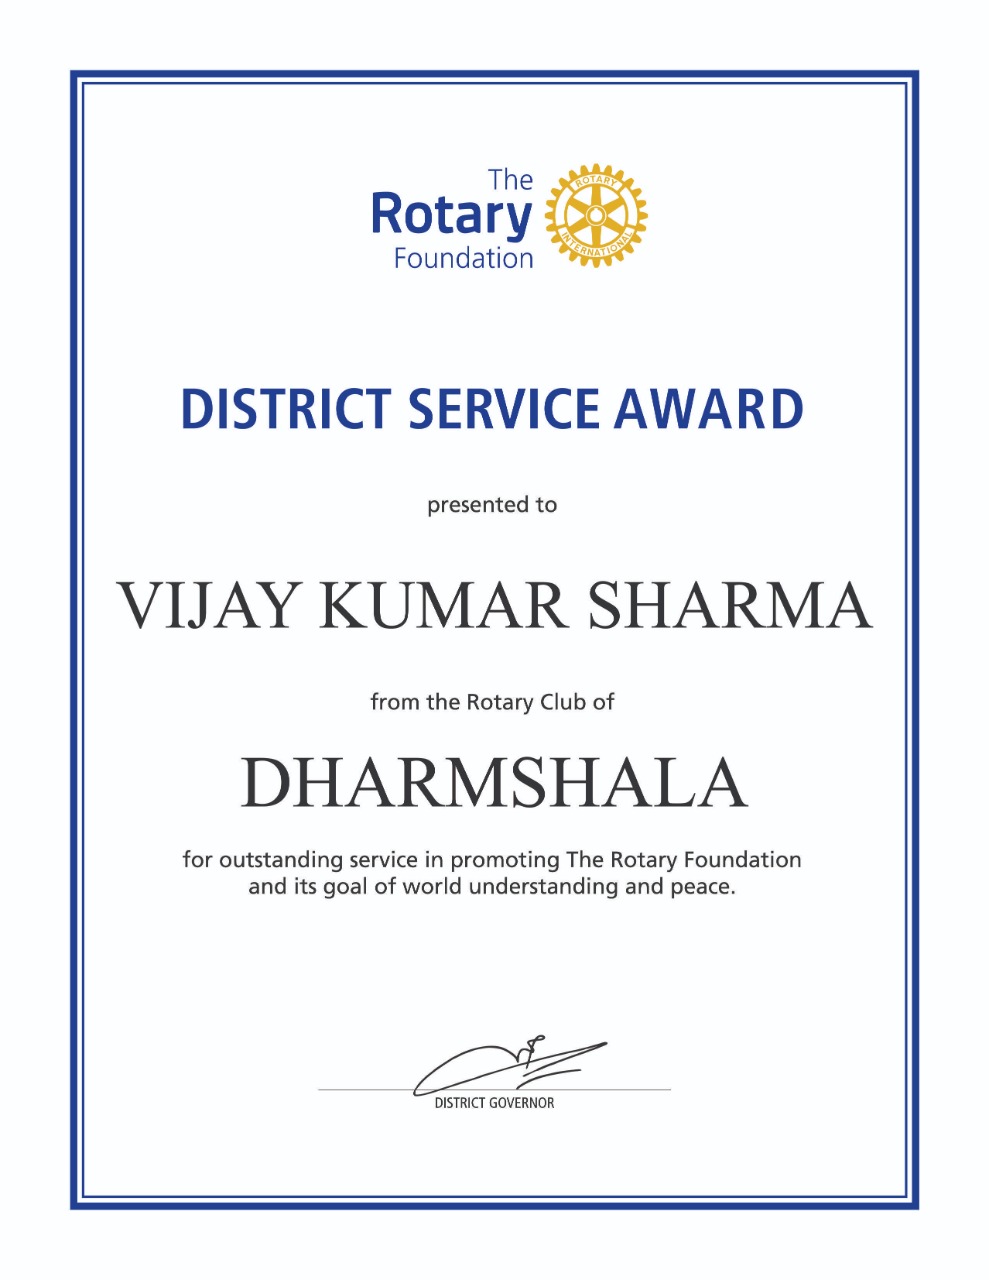 The
Rotary
Foundation
ROTARY
INTERNATIONAL
DISTRICT SERVICE AWARD
presented to
VIJAY KUMAR SHARMA
from the Rotary Club of
DHARMSHALA
for outstanding service in promoting The Rotary Foundation
and its goal of world understanding and peace.
DISTRICT GOVERNOR